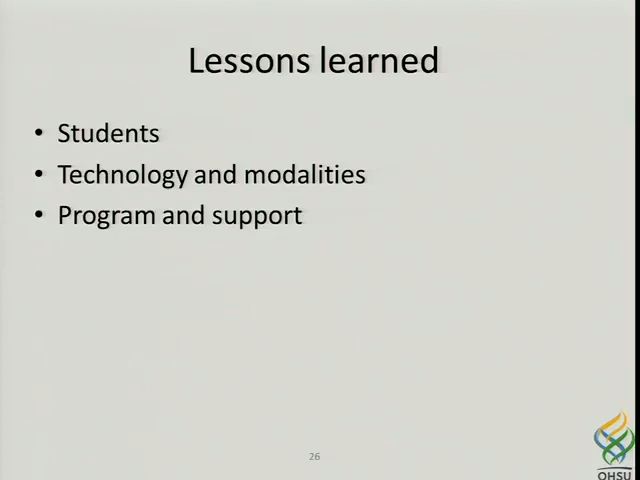 Lessons learned
• Students
• Technology and modalities
• Program and support
26
OHSU